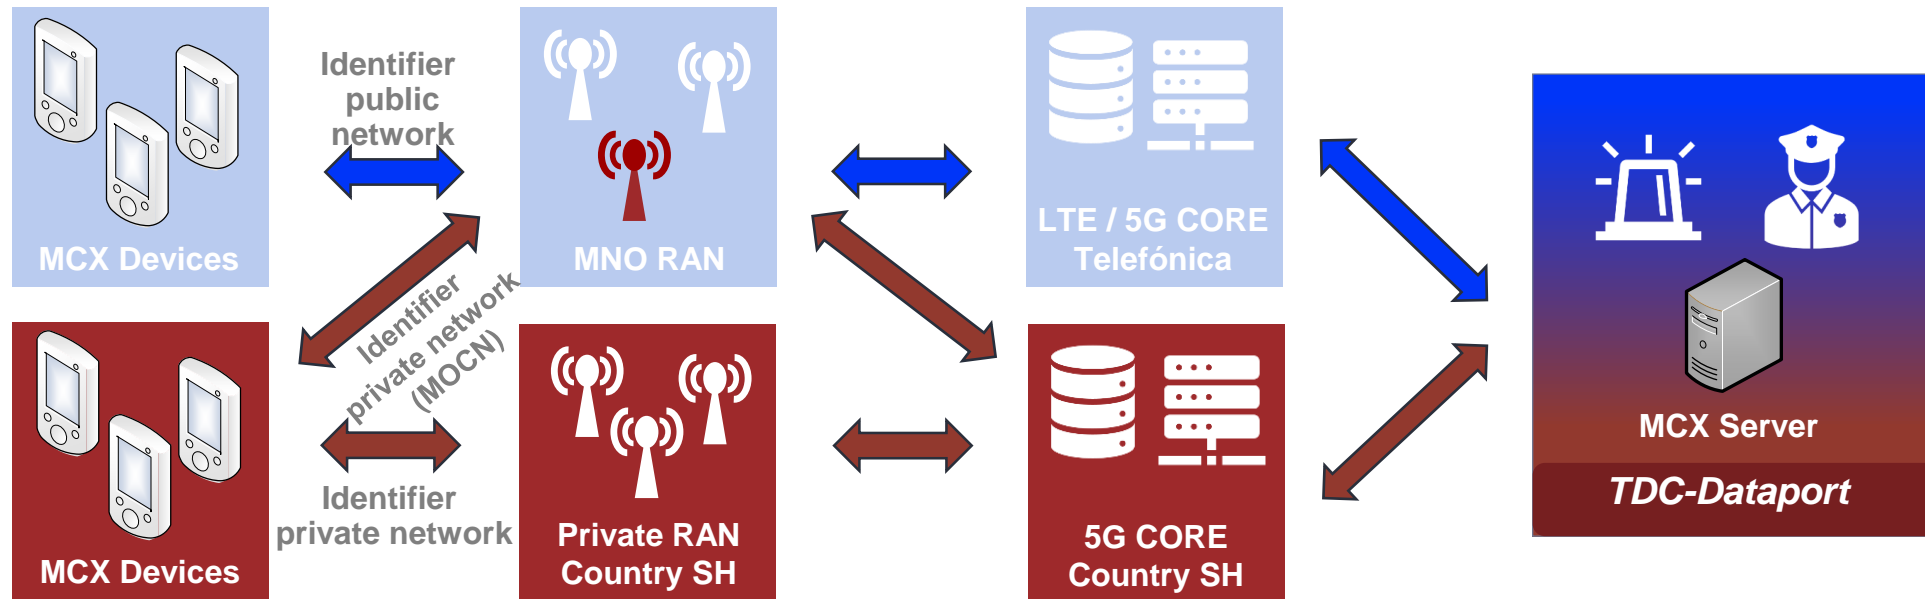 Identifier
public
network
MCX Devices
MNO RAN
LTE / 5G CORE
Telefónica
Identifier
private network
(MOCN)
MCX Server
TDC-Dataport
Identifier
private network
MCX Devices
Private RAN
Country SH
5G CORE
Country SH